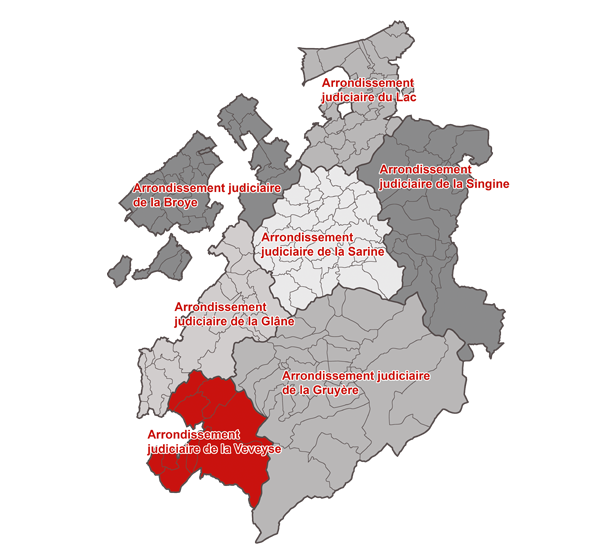 Arrondissement
judiciaire du Lac
Arrondissement
judiciaire de la Singine
Arrondissement judiciaire
de la Broye
Arrondissement
judiciaire de la Sarine
Arrondissement
judiciaire de la Glâne
Arrondissement judiciaire
de la Gruyère
Arrondissement
judiciaire de la Veveyse